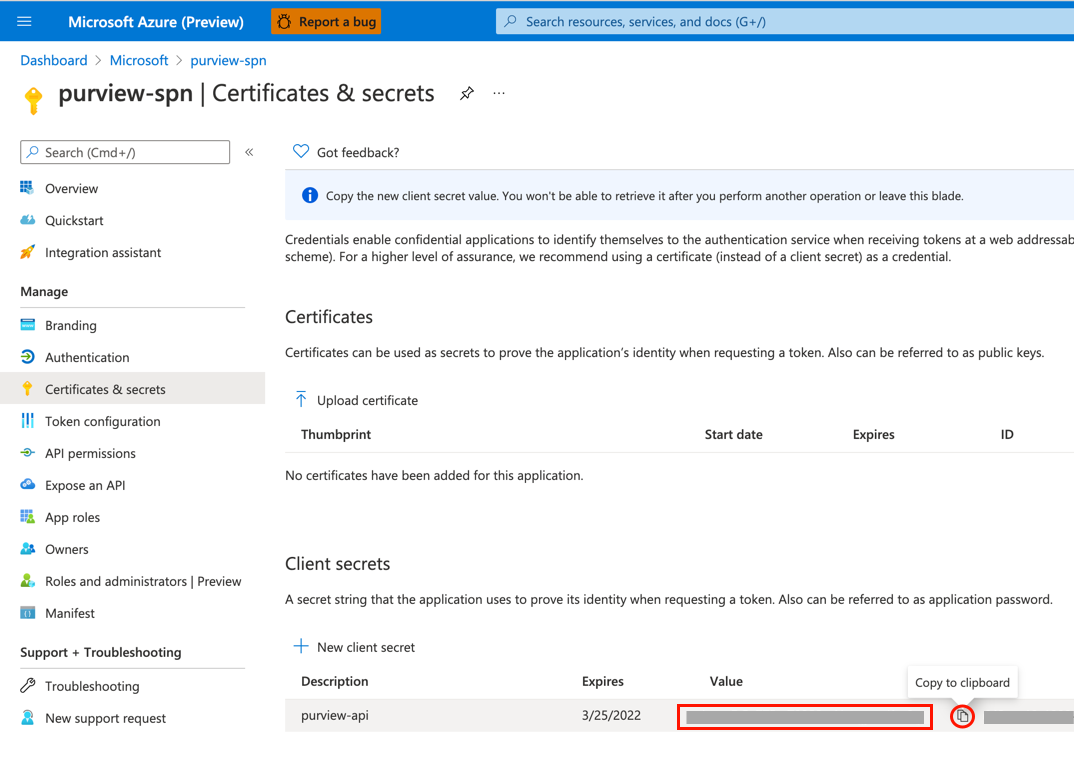 Microsoft Azure (Preview)
Report a bug
Search resources, services, and docs (G+/)
Dashboard > Microsoft > purview-spn
purview-spn | Certificates & secrets
Search (Cmd+/)
Overview
Quickstart
Integration assistant
Manage
Branding
Authentication
Certificates & secrets
Token configuration
API permissions
Expose an API
App roles
Owners
Roles and administrators | Preview
Manifest
Support + Troubleshooting
Troubleshooting
New support request
Got feedback?
Copy the new client secret value. You won't be able to retrieve it after you perform another operation or leave this blade.
Credentials enable confidential applications to identify themselves to the authentication service when receiving tokens at a web addressab
scheme). For a higher level of assurance, we recommend using a certificate (instead of a client secret) as a credential.
Certificates
Certificates can be used as secrets to prove the application's identity when requesting a token. Also can be referred to as public keys.
Upload certificate
Thumbprint Start date Expires ID
No certificates have been added for this application.
Client secrets
A secret string that the application uses to prove its identity when requesting a token. Also can be referred to as application password.
New client secret
Description Expires Value
Copy to clipboard
purview-api 3/25/2022